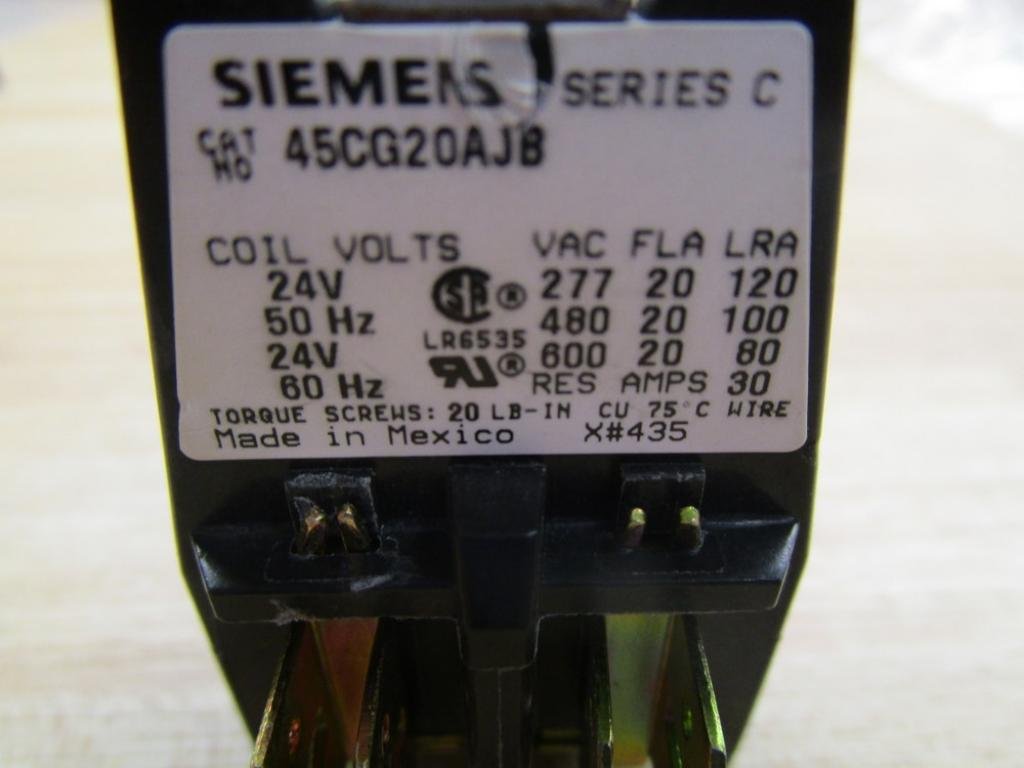 SIEMENS SERIES C
CAT NO 45CG20AJB
COIL VOLTS VAC FLA LRA
24V 277 20 120
50 Hz LR6535 480 20 100
24V 600 20 80
60 Hz RES AMPS 30
TORQUE SCREWS: 20 LB-IN CU 75°C WIRE
Made in Mexico X#435